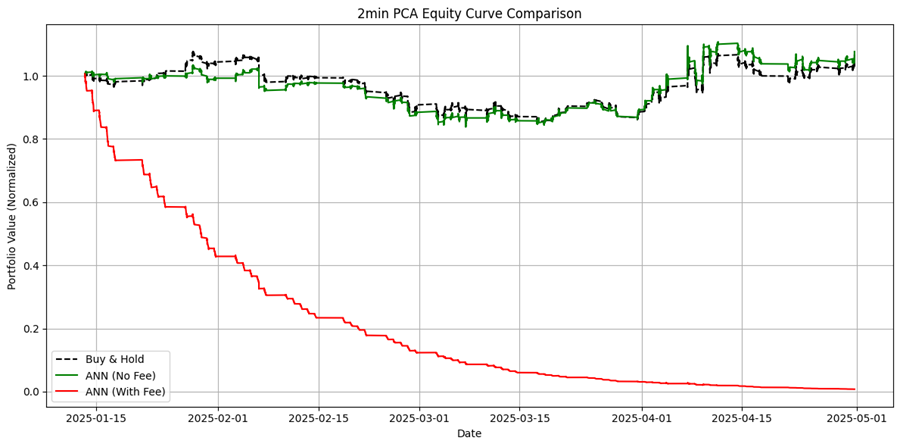 2min PCA Equity Curve Comparison
Portfolio Value (Normalized)
1.0
0.8
0.6
0.4
0.2
0.0
Buy & Hold
ANN (No Fee)
ANN (With Fee)
2025-01-15
2025-02-01
2025-02-15
2025-03-01
2025-03-15
2025-04-01
2025-04-15
2025-05-01
Date